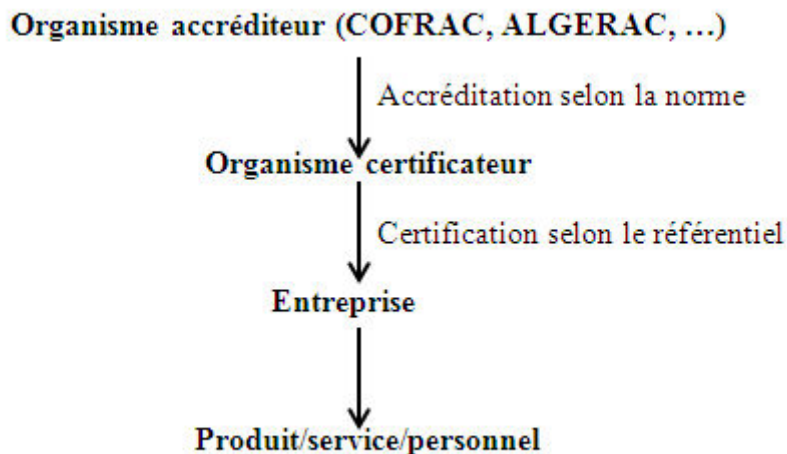 Organisme accréditeur (COFRAC, ALGERAC, ...)
Accréditation selon la norme
Organisme certificateur
Certification selon le référentiel
Entreprise
Produit/service/personnel